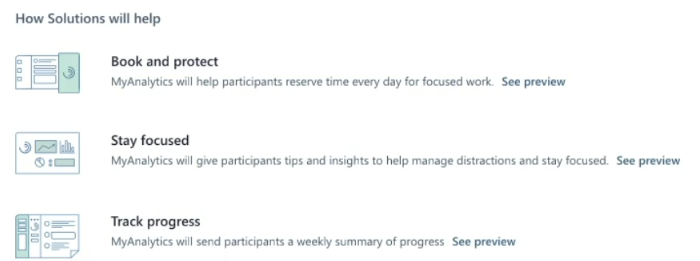 How Solutions will help
Book and protect
MyAnalytics will help participants reserve time every day for focused work. See preview
Stay focused
MyAnalytics will give participants tips and insights to help manage distractions and stay focused. See preview
Track progress
MyAnalytics will send participants a weekly summary of progress See preview